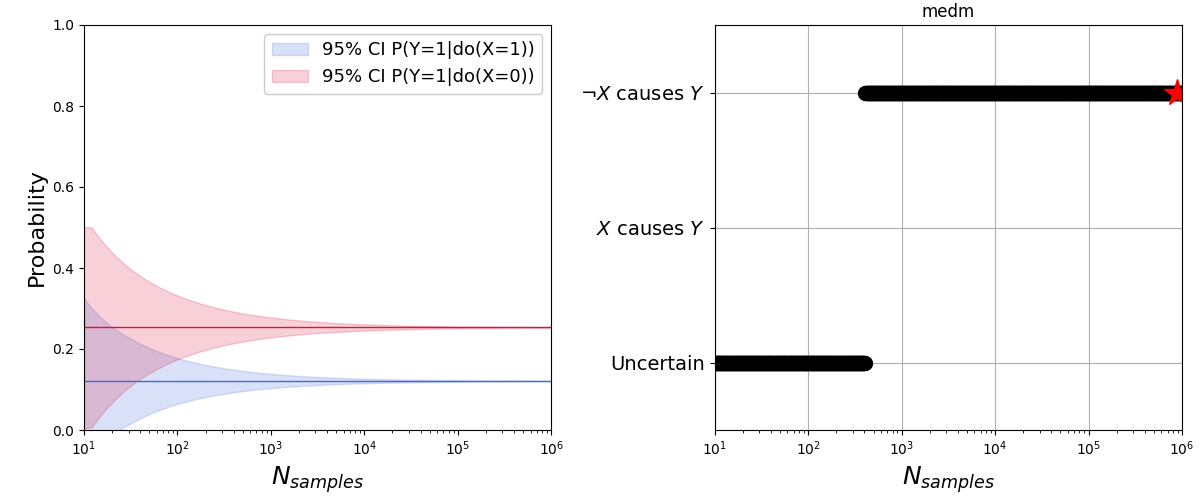 1.0
0.8
0.6
0.4
0.2
0.0
Probability
95% CI P(Y=1|do(X=1))
95% CI P(Y=1|do(X=0))
10^1 10^2 10^3 10^4 10^5 10^6
N_samples
medm
¬X causes Y
X causes Y
Uncertain
10^1 10^2 10^3 10^4 10^5 10^6
N_samples